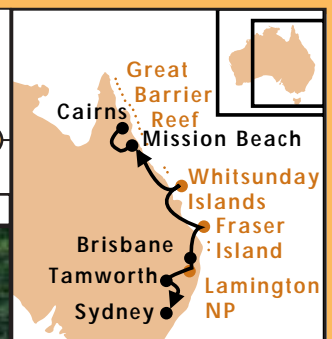 Great
Barrier
Reef
Cairns
Mission Beach
Whitsunday
Islands
Fraser
Island
Brisbane
Tamworth
Lamington
NP
Sydney